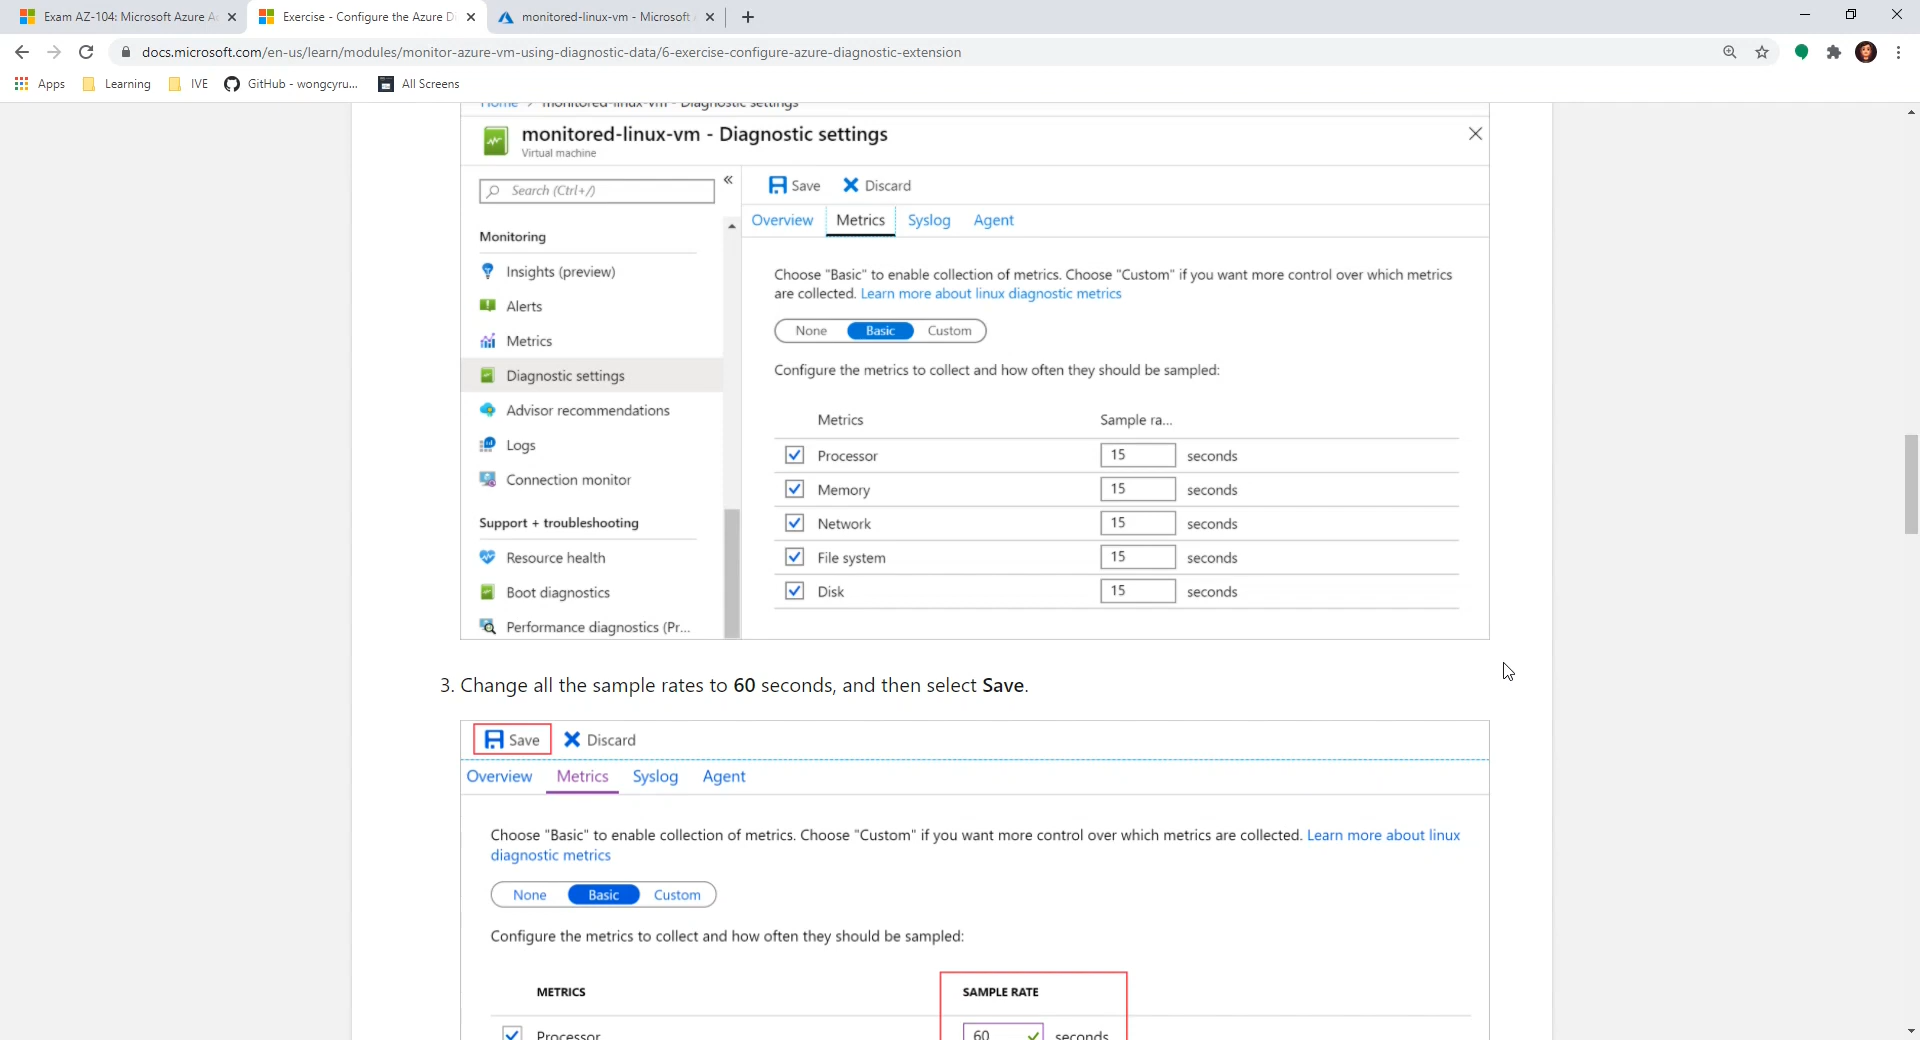 Exam AZ-104: Microsoft Azure A
Exercise - Configure the Azure D
monitored-linux-vm - Microsoft
docs.microsoft.com/en-us/learn/modules/monitor-azure-vm-using-diagnostic-data/6-exercise-configure-azure-diagnostic-extension
Apps
Learning
IVE
GitHub - wongcyru...
All Screens
Home > monitored-linux-vm - Diagnostic settings
monitored-linux-vm - Diagnostic settings
Virtual machine
Search (Ctrl+/)
«
Save
Discard
Overview
Metrics
Syslog
Agent
Monitoring
Insights (preview)
Alerts
Metrics
Diagnostic settings
Advisor recommendations
Logs
Connection monitor
Support + troubleshooting
Resource health
Boot diagnostics
Performance diagnostics (Pr...
Choose "Basic" to enable collection of metrics. Choose "Custom" if you want more control over which metrics
are collected. Learn more about linux diagnostic metrics
None
Basic
Custom
Configure the metrics to collect and how often they should be sampled:
Metrics Sample ra...
Processor 15 seconds
Memory 15 seconds
Network 15 seconds
File system 15 seconds
Disk 15 seconds
3. Change all the sample rates to 60 seconds, and then select Save.
Save
Discard
Overview
Metrics
Syslog
Agent
Choose "Basic" to enable collection of metrics. Choose "Custom" if you want more control over which metrics are collected. Learn more about linux
diagnostic metrics
None
Basic
Custom
Configure the metrics to collect and how often they should be sampled:
METRICS SAMPLE RATE
Processor 60 seconds